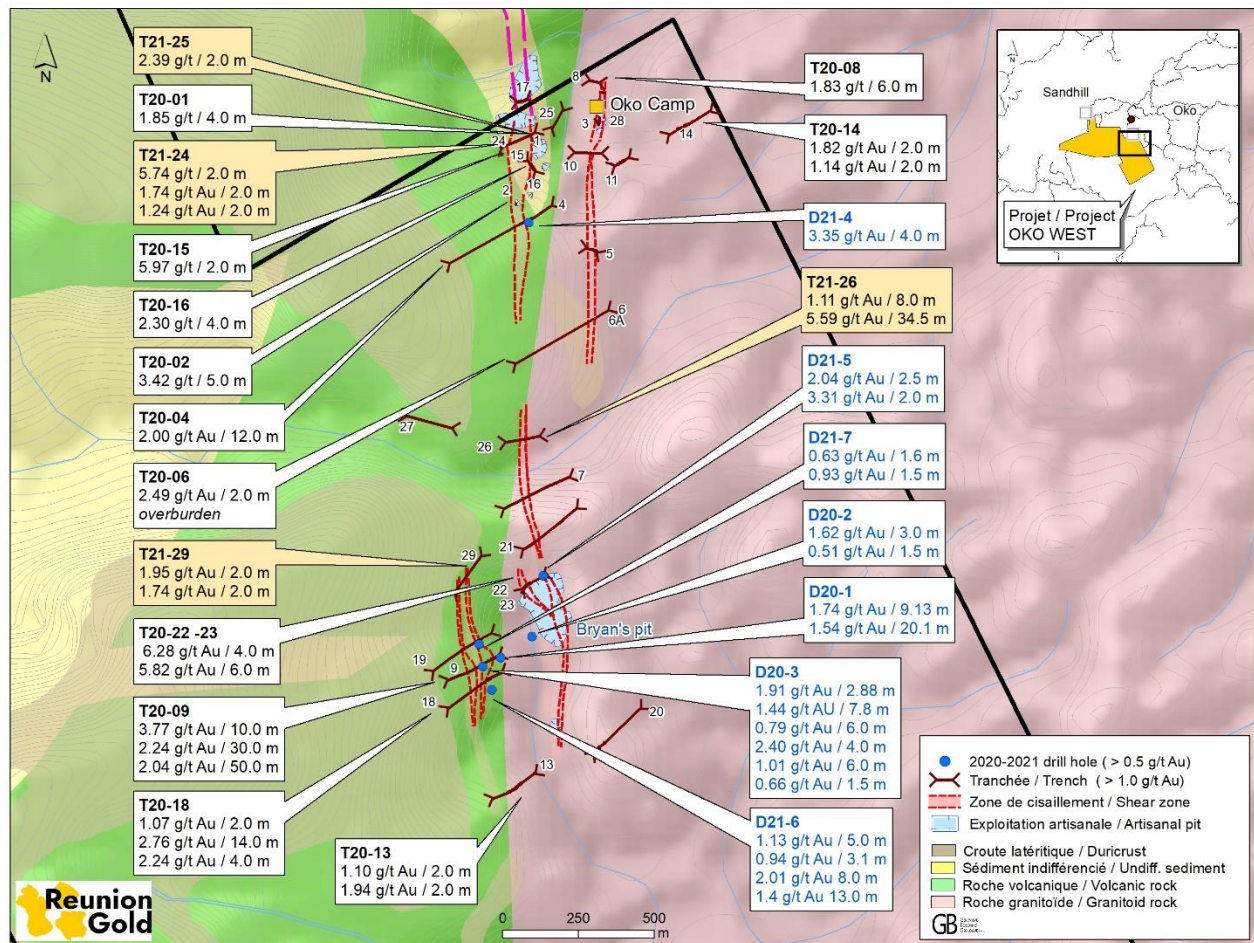 N
T21-25
2.39 g/t / 2.0 m
T20-01
1.85 g/t / 4.0 m
T21-24
5.74 g/t / 2.0 m
1.74 g/t Au / 2.0 m
1.24 g/t Au / 2.0 m
T20-15
5.97 g/t / 2.0 m
T20-16
2.30 g/t / 4.0 m
T20-02
3.42 g/t / 5.0 m
T20-04
2.00 g/t Au / 12.0 m
T20-06
2.49 g/t Au / 2.0 m
overburden
T21-29
1.95 g/t Au / 2.0 m
1.74 g/t Au / 2.0 m
T20-22 -23
6.28 g/t Au / 4.0 m
5.82 g/t Au / 6.0 m
T20-09
3.77 g/t Au / 10.0 m
2.24 g/t Au / 30.0 m
2.04 g/t Au / 50.0 m
T20-18
1.07 g/t Au / 2.0 m
2.76 g/t Au / 14.0 m
2.24 g/t Au / 4.0 m
T20-13
1.10 g/t Au / 2.0 m
1.94 g/t Au / 2.0 m
17
25
24
1
15
16
2
4
8
Oko Camp
3
28
14
10
11
5
6
6A
27
26
7
21
29
22
23
Bryan's pit
19
9
18
20
13
T20-08
1.83 g/t / 6.0 m
T20-14
1.82 g/t Au / 2.0 m
1.14 g/t Au / 2.0 m
D21-4
3.35 g/t Au / 4.0 m
T21-26
1.11 g/t Au / 8.0 m
5.59 g/t Au / 34.5 m
D21-5
2.04 g/t Au / 2.5 m
3.31 g/t Au / 2.0 m
D21-7
0.63 g/t Au / 1.6 m
0.93 g/t Au / 1.5 m
D20-2
1.62 g/t Au / 3.0 m
0.51 g/t Au / 1.5 m
D20-1
1.74 g/t Au / 9.13 m
1.54 g/t Au / 20.1 m
D20-3
1.91 g/t Au / 2.88 m
1.44 g/t AU / 7.8 m
0.79 g/t Au / 6.0 m
2.40 g/t Au / 4.0 m
1.01 g/t Au / 6.0 m
0.66 g/t Au / 1.5 m
D21-6
1.13 g/t Au / 5.0 m
0.94 g/t Au / 3.1 m
2.01 g/t Au 8.0 m
1.4 g/t Au 13.0 m
N
Sandhill
Oko
Projet / Project
OKO WEST
2020-2021 drill hole ( > 0.5 g/t Au)
Tranchée / Trench ( > 1.0 g/t Au)
Zone de cisaillement / Shear zone
Exploitation artisanale / Artisanal pit
Croute latéritique / Duricrust
Sédiment indifférencié / Undiff. sediment
Roche volcanique / Volcanic rock
Roche granitoïde / Granitoid rock
GB
0 250 500
m
Reunion
Gold